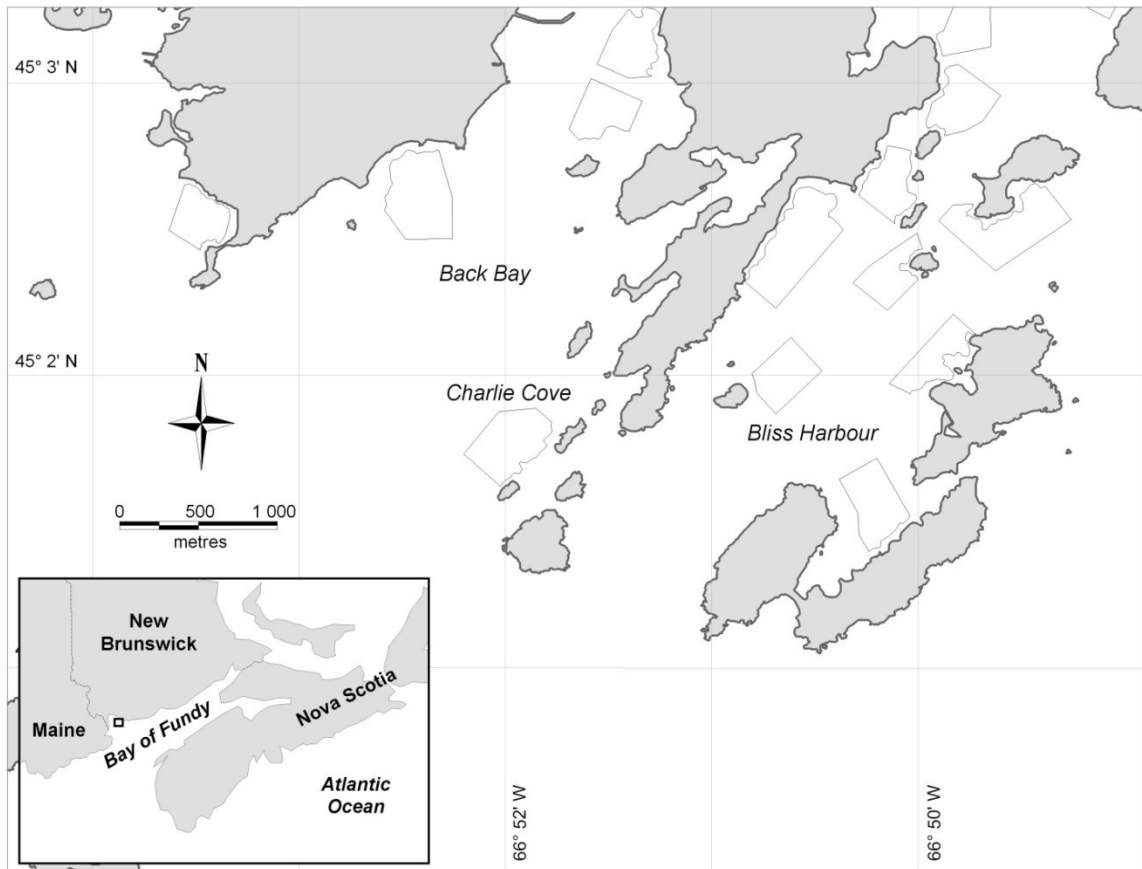 45° 3' N
Back Bay
45° 2' N
N
Charlie Cove
Bliss Harbour
0 500 1 000
metres
New
Brunswick
Maine
Bay of Fundy
Nova Scotia
Atlantic
Ocean
66° 52' W
66° 50' W